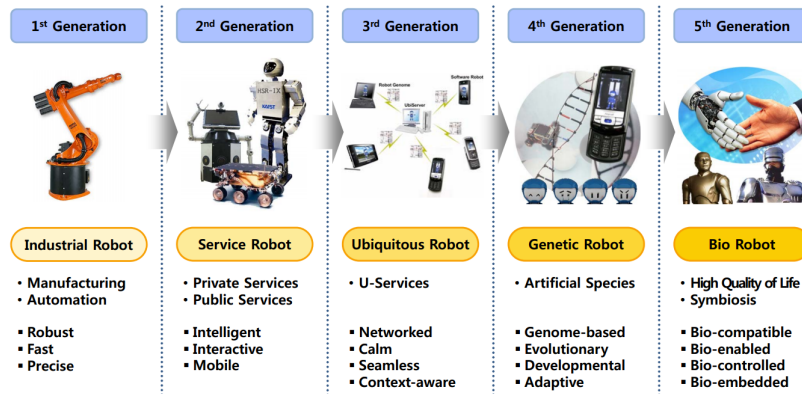 1st Generation
2nd Generation
3rd Generation
4th Generation
5th Generation
HSR-IX
KAIST
Robot Genome
Software Robot
UbiServer
Industrial Robot
Service Robot
Ubiquitous Robot
Genetic Robot
Bio Robot
• Manufacturing
• Automation
▪ Robust
▪ Fast
▪ Precise
• Private Services
• Public Services
▪ Intelligent
▪ Interactive
▪ Mobile
• U-Services
▪ Networked
▪ Calm
▪ Seamless
▪ Context-aware
• Artificial Species
▪ Genome-based
▪ Evolutionary
▪ Developmental
▪ Adaptive
• High Quality of Life
• Symbiosis
▪ Bio-compatible
▪ Bio-enabled
▪ Bio-controlled
▪ Bio-embedded